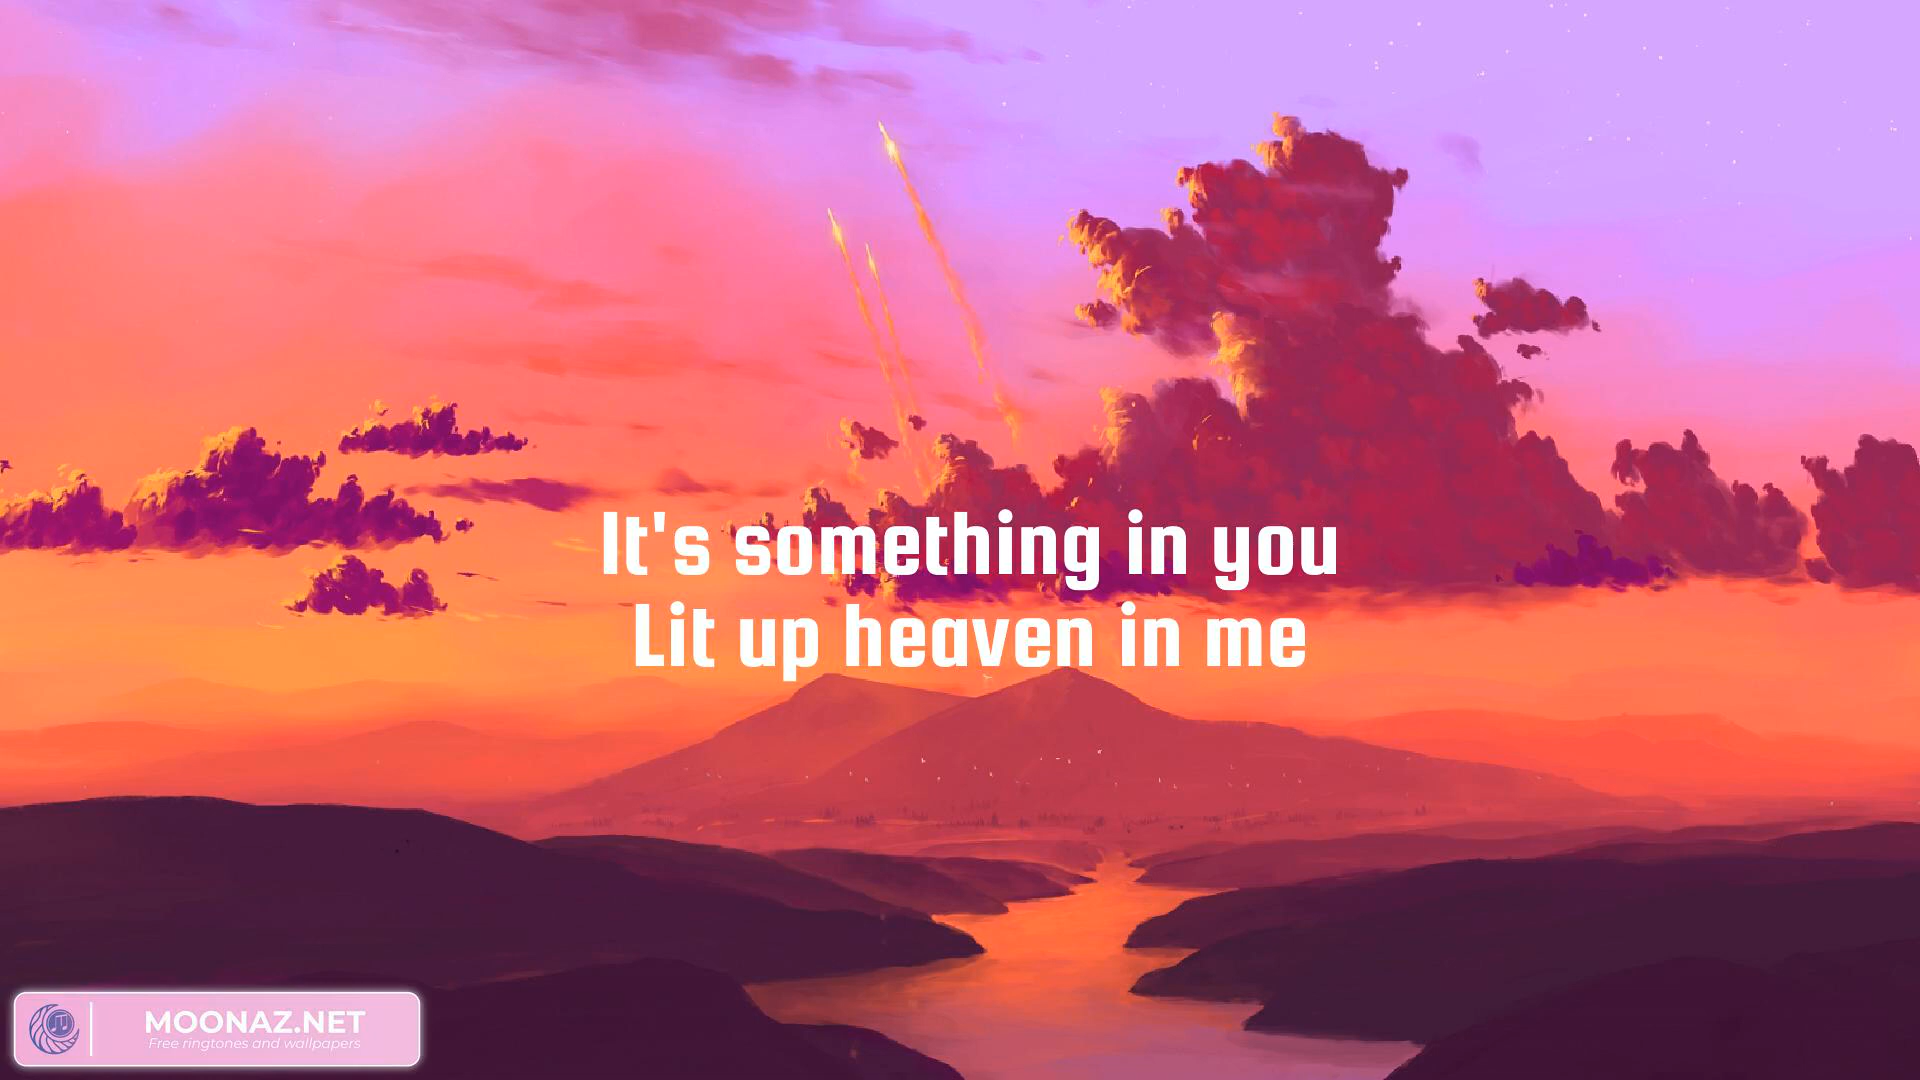 It's something in you
Lit up heaven in me
MOONAZ.NET
Free ringtones and wallpapers